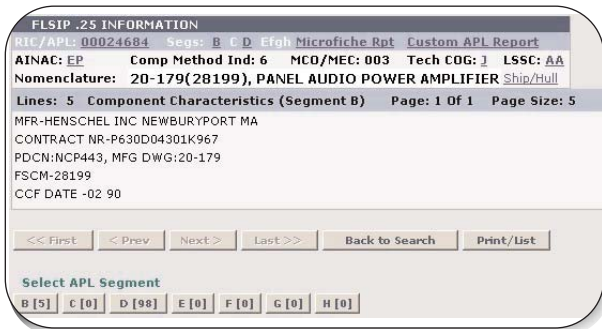 FLSIP .25 INFORMATION
RIC/APL: 00024684 Segs: B C D Efgh Microfiche Rpt Custom APL Report
AINAC: EP Comp Method Ind: 6 MCO/MEC: 003 Tech COG: J LSSC: AA
Nomenclature: 20-179(28199), PANEL AUDIO POWER AMPLIFIER Ship/Hull
Lines: 5 Component Characteristics (Segment B) Page: 1 Of 1 Page Size: 5
MFR-HENSCHEL INC NEWBURYPORT MA
CONTRACT NR-P630D04301K967
PDCN:NCP443, MFG DWG:20-179
FSCM-28199
CCF DATE -02 90
<< First < Prev Next > Last >> Back to Search Print/List
Select APL Segment
B [5] C [0] D [98] E [0] F [0] G [0] H [0]